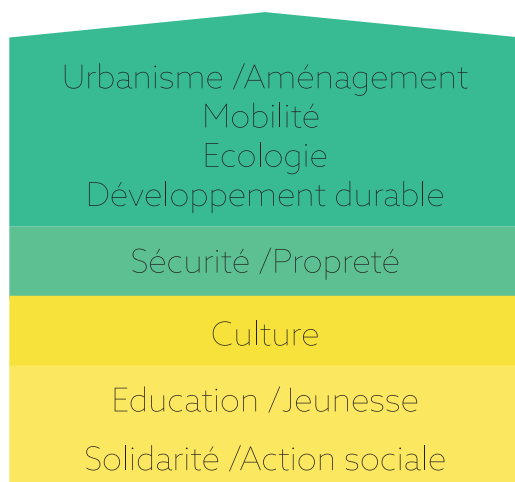 Urbanisme /Aménagement
Mobilité
Ecologie
Développement durable
Sécurité /Propreté
Culture
Education /Jeunesse
Solidarité /Action sociale